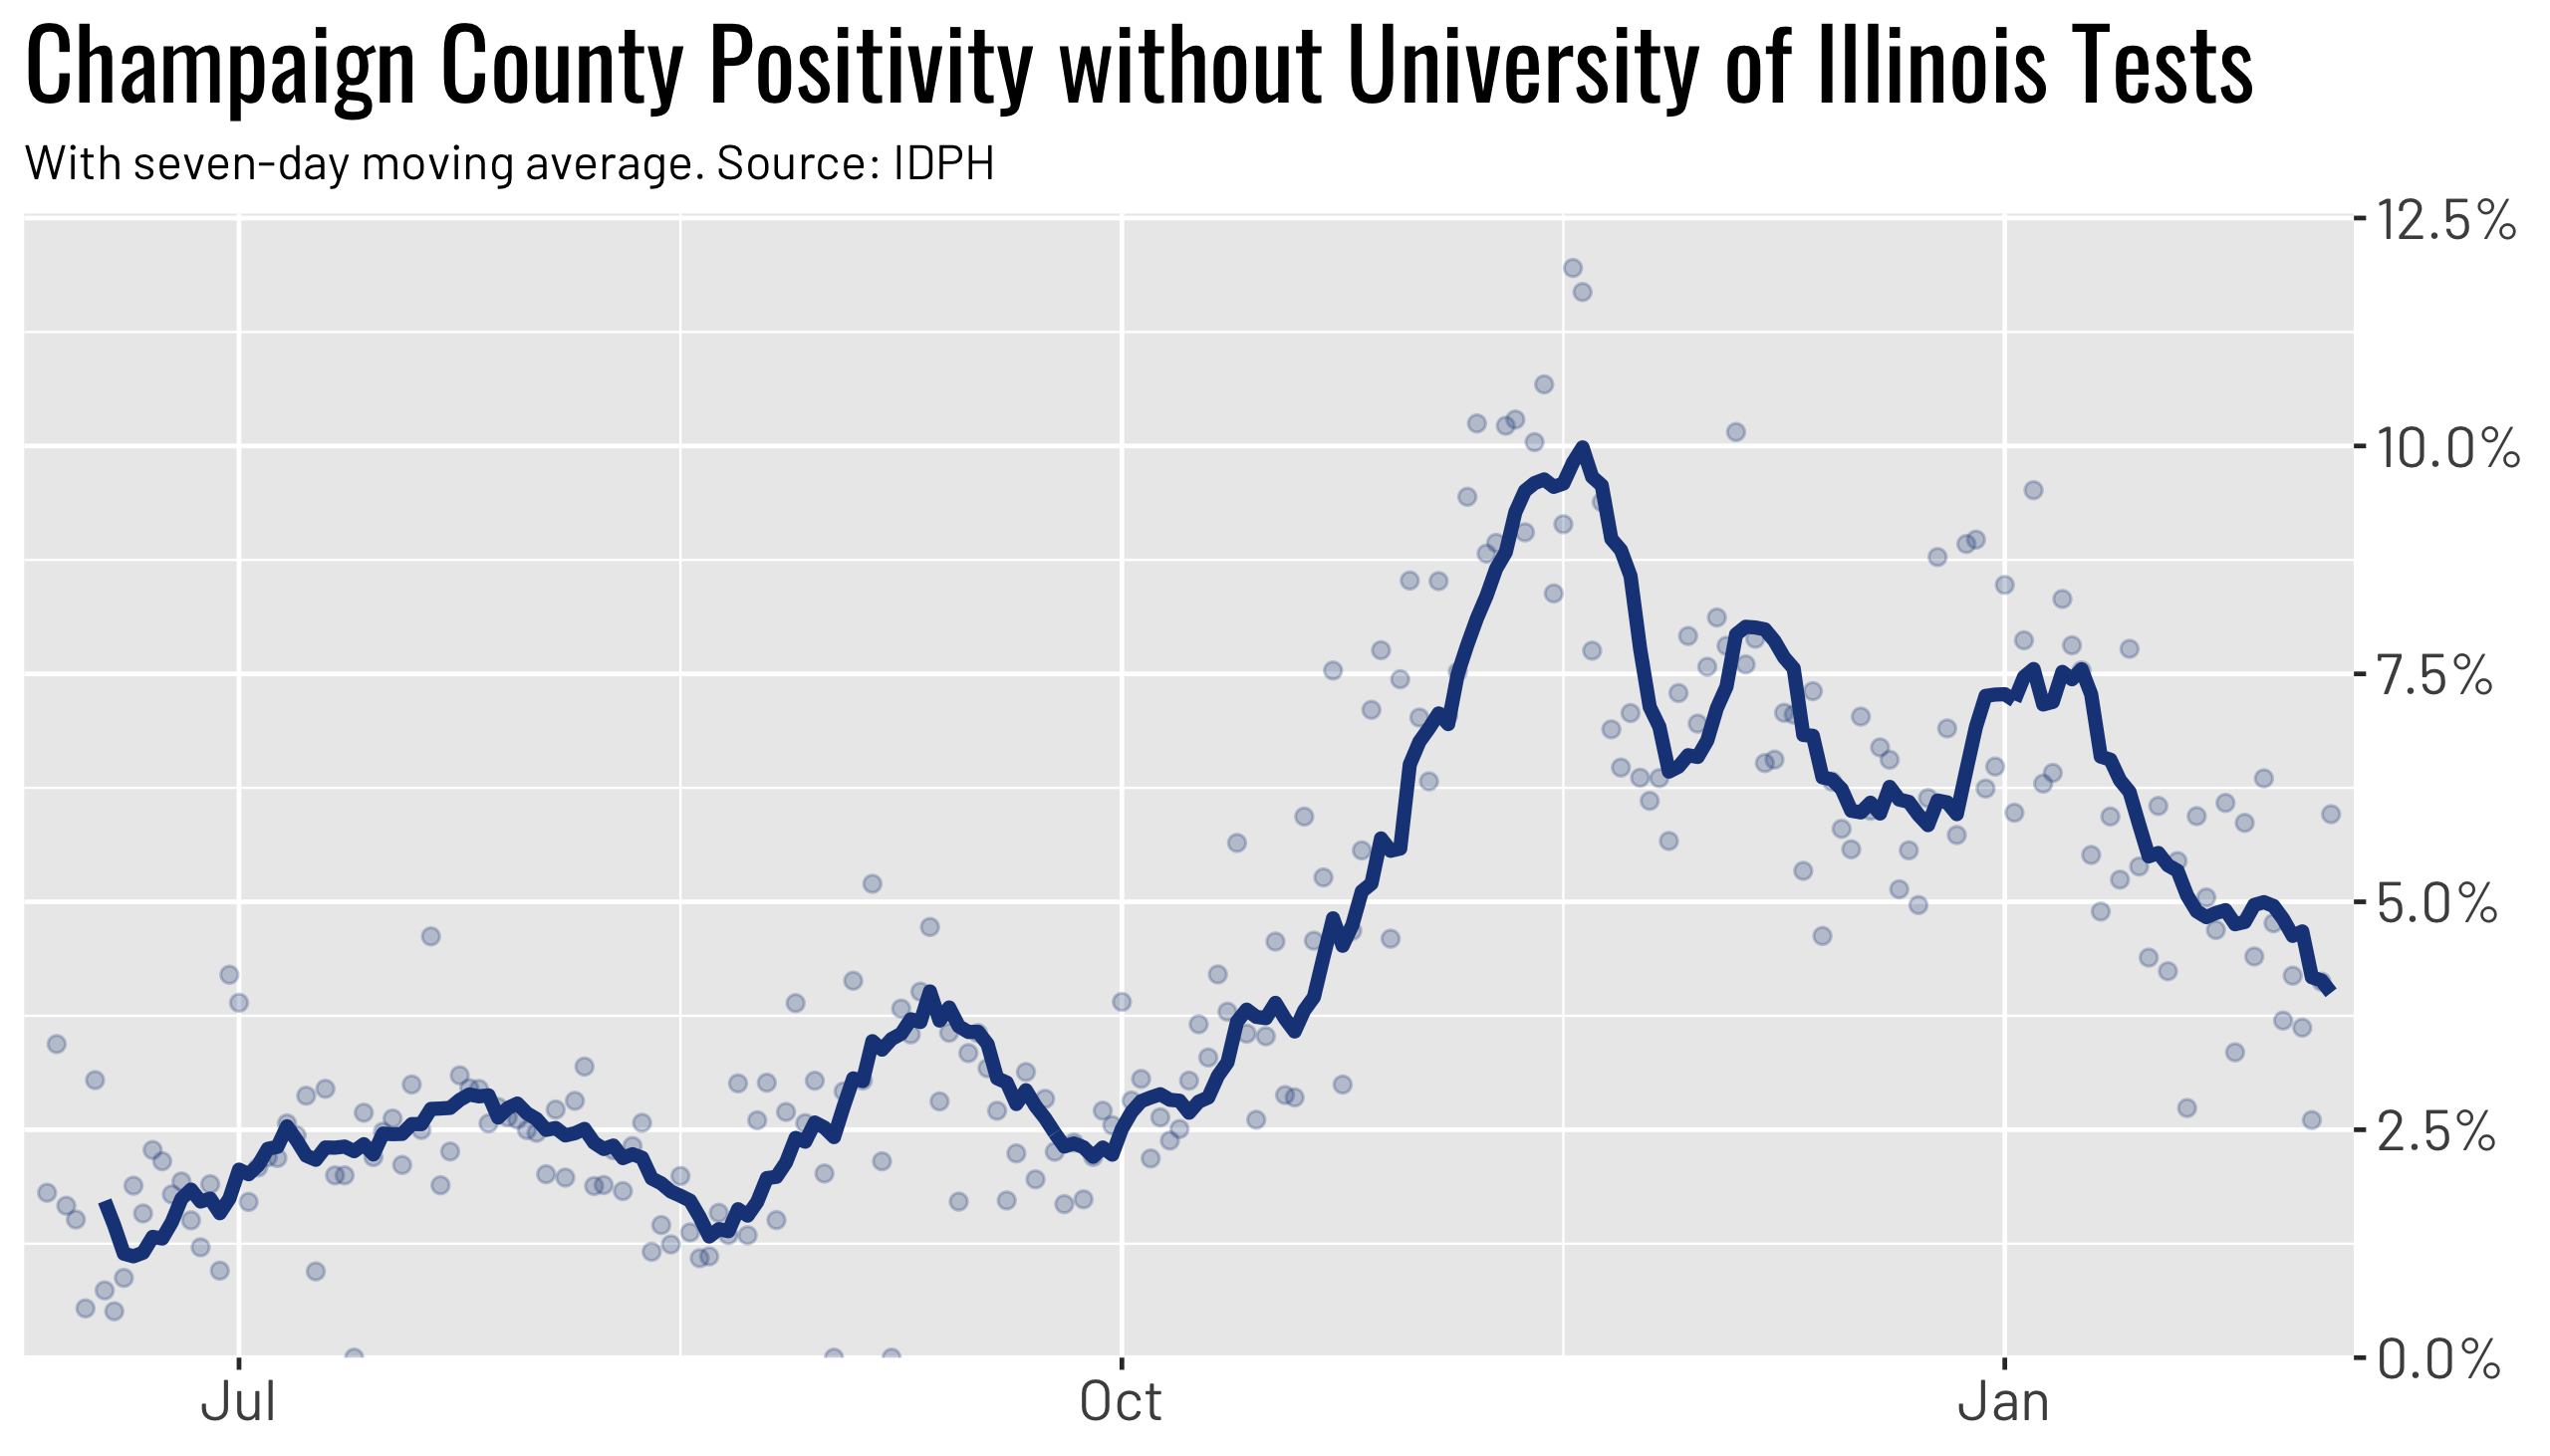 Champaign County Positivity without University of Illinois Tests
With seven-day moving average. Source: IDPH
12.5%
10.0%
7.5%
5.0%
2.5%
0.0%
Jul Oct Jan